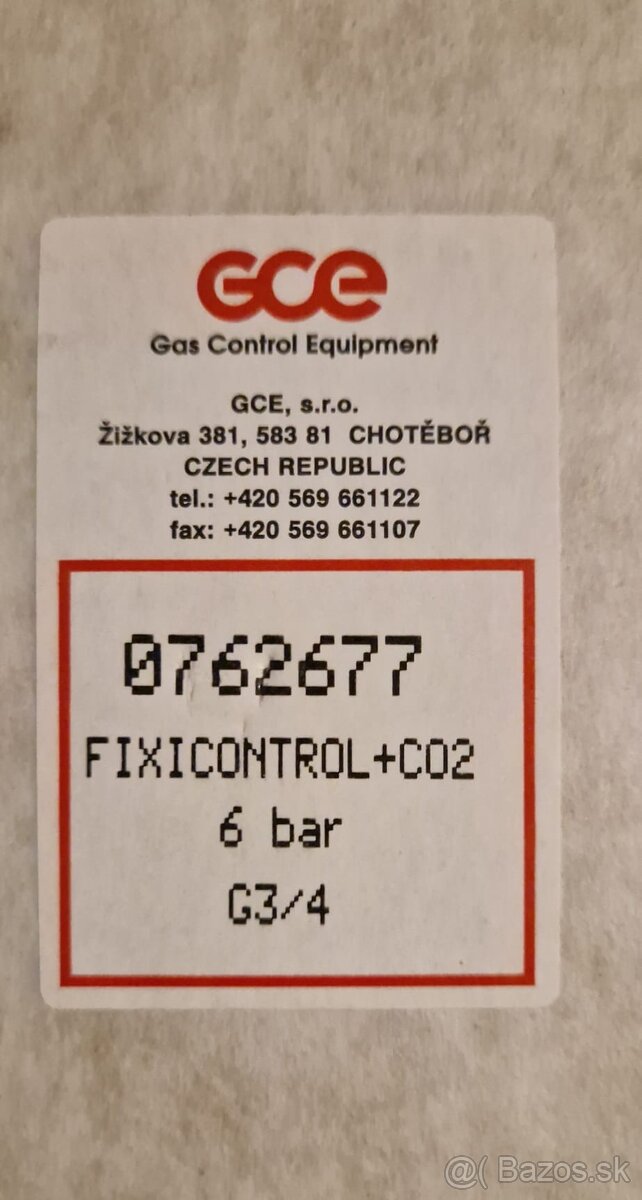 GCE
Gas Control Equipment
GCE, s.r.o.
Žižkova 381, 583 81 CHOTĚBOŘ
CZECH REPUBLIC
tel.: +420 569 661122
fax: +420 569 661107
0762677
FIXICONTROL+CO2
6 bar
G3/4
@( Bazos.sk